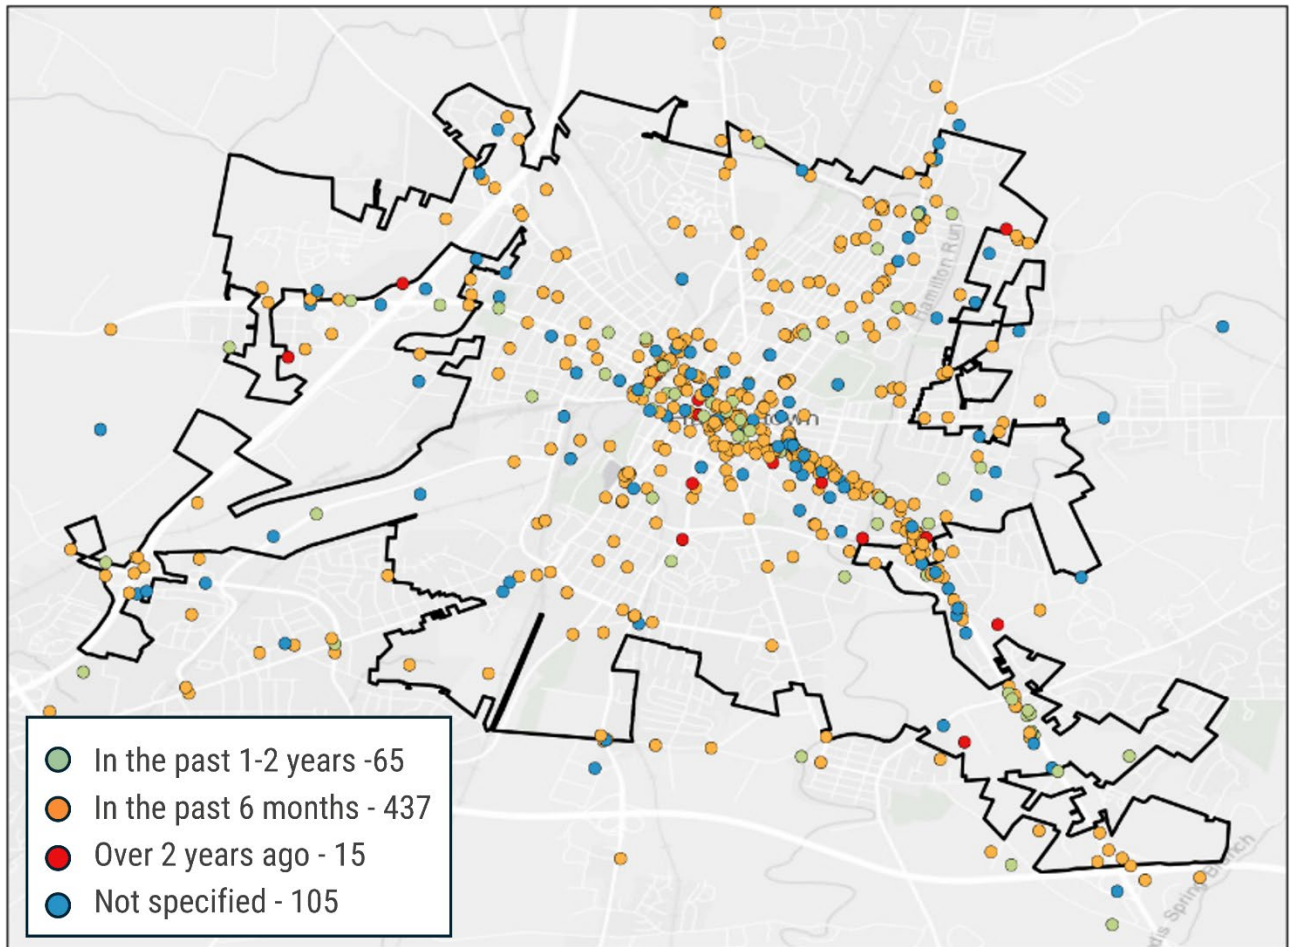 Hamilton Run
In the past 1-2 years -65
In the past 6 months - 437
Over 2 years ago - 15
Not specified - 105